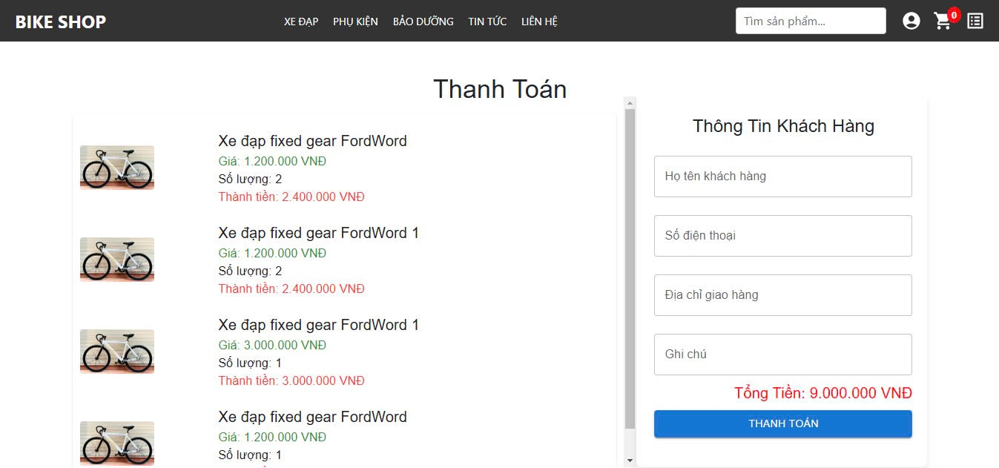 BIKE SHOP
XE ĐẠP PHỤ KIỆN BẢO DƯỠNG TIN TỨC LIÊN HỆ
Tìm sản phẩm...
0
Thanh Toán
Xe đạp fixed gear FordWord
Giá: 1.200.000 VNĐ
Số lượng: 2
Thành tiền: 2.400.000 VNĐ
Xe đạp fixed gear FordWord 1
Giá: 1.200.000 VNĐ
Số lượng: 2
Thành tiền: 2.400.000 VNĐ
Xe đạp fixed gear FordWord 1
Giá: 3.000.000 VNĐ
Số lượng: 1
Thành tiền: 3.000.000 VNĐ
Xe đạp fixed gear FordWord
Giá: 1.200.000 VNĐ
Số lượng: 1
Thông Tin Khách Hàng
Họ tên khách hàng
Số điện thoại
Địa chỉ giao hàng
Ghi chú
Tổng Tiền: 9.000.000 VNĐ
THANH TOÁN